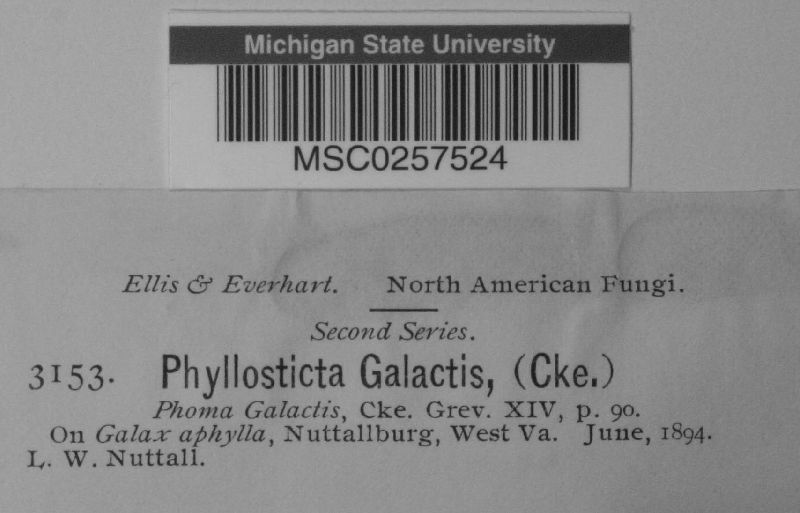 Michigan State University
MSC0257524
Ellis & Everhart. North American Fungi.
Second Series.
3153. Phyllosticta Galactis, (Cke.)
Phoma Galactis, Cke. Grev. XIV, p. 90.
On Galax aphylla, Nuttallburg, West Va. June, 1894.
L. W. Nuttall.